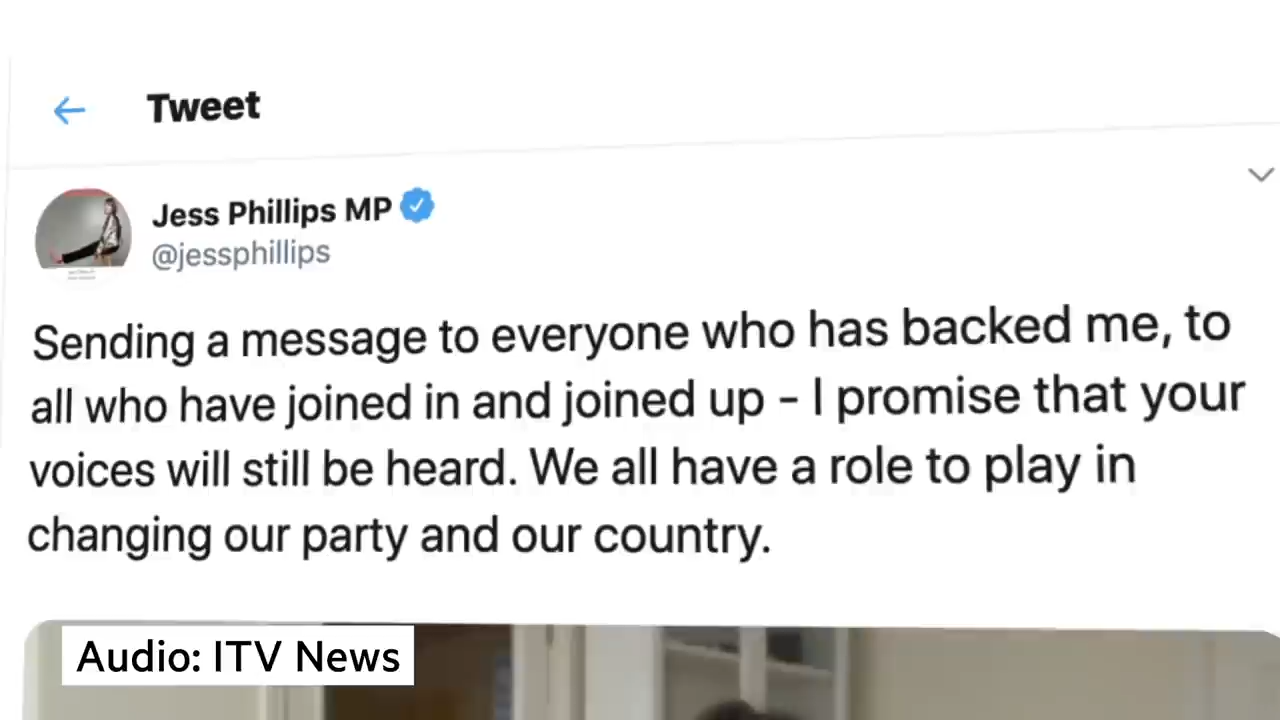 Tweet
Jess Phillips MP
@jessphillips
Sending a message to everyone who has backed me, to
all who have joined in and joined up - I promise that your
voices will still be heard. We all have a role to play in
changing our party and our country.
Audio: ITV News